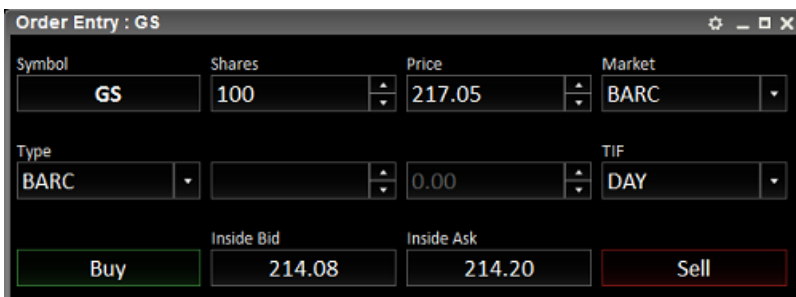 Order Entry : GS
Symbol Shares Price Market
GS 100 217.05 BARC
Type TIF
BARC 0.00 DAY
Inside Bid Inside Ask
Buy 214.08 214.20 Sell